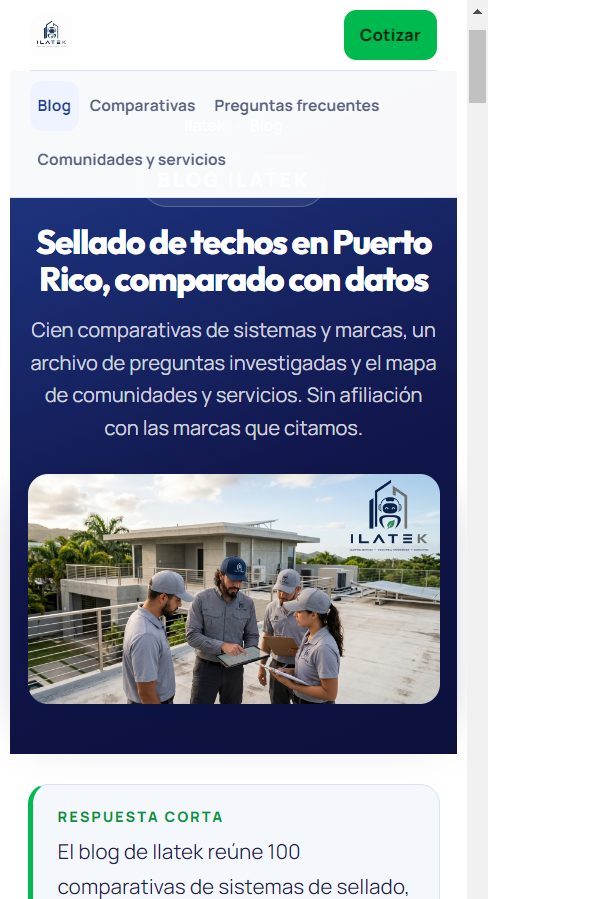 ILATEK
Cotizar
Blog Comparativas Preguntas frecuentes
Ilatek Blog
Comunidades y servicios
BLOG ILATEK
Sellado de techos en Puerto
Rico, comparado con datos
Cien comparativas de sistemas y marcas, un
archivo de preguntas investigadas y el mapa
de comunidades y servicios. Sin afiliación
con las marcas que citamos.
ILATEK
RESPUESTA CORTA
El blog de Ilatek reúne 100
comparativas de sistemas de sellado,